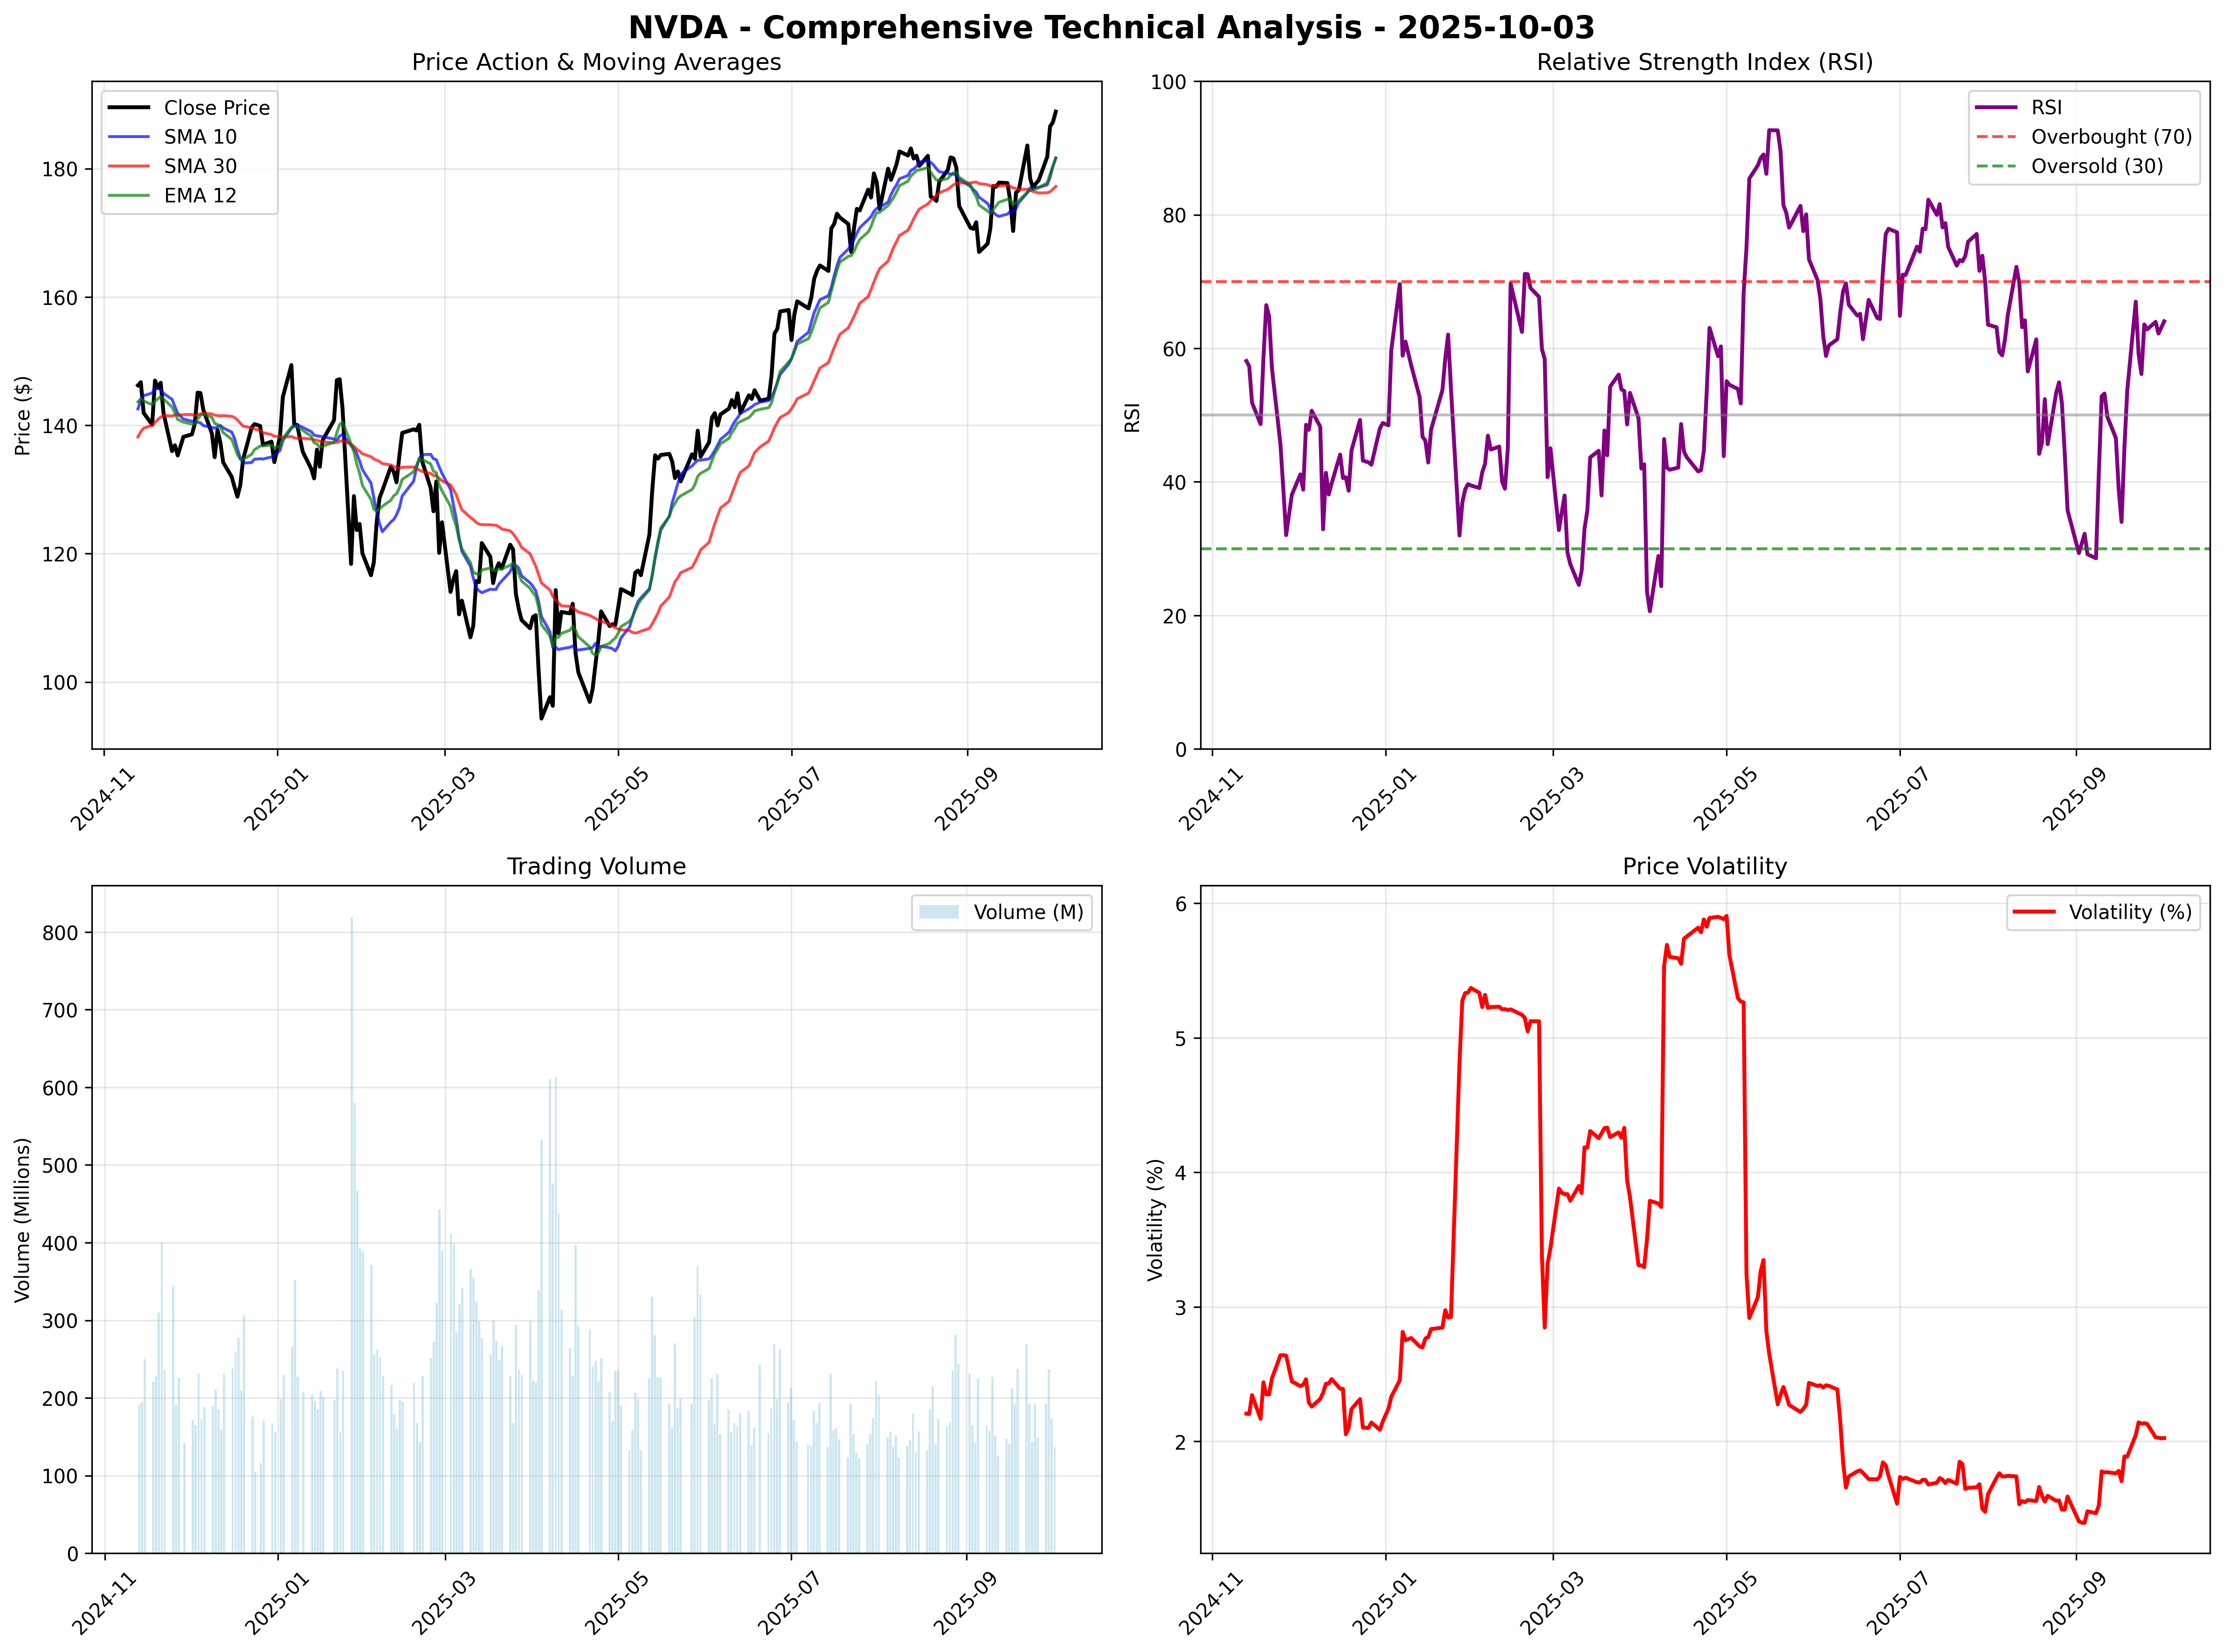 NVDA - Comprehensive Technical Analysis - 2025-10-03
Price Action & Moving Averages
Close Price
SMA 10
SMA 30
EMA 12
Price ($)
180
160
140
120
100
2024-11
2025-01
2025-03
2025-05
2025-07
2025-09
Relative Strength Index (RSI)
RSI
Overbought (70)
Oversold (30)
RSI
100
80
60
40
20
0
2024-11
2025-01
2025-03
2025-05
2025-07
2025-09
Trading Volume
Volume (M)
Volume (Millions)
800
700
600
500
400
300
200
100
0
2024-11
2025-01
2025-03
2025-05
2025-07
2025-09
Price Volatility
Volatility (%)
Volatility (%)
6
5
4
3
2
2024-11
2025-01
2025-03
2025-05
2025-07
2025-09